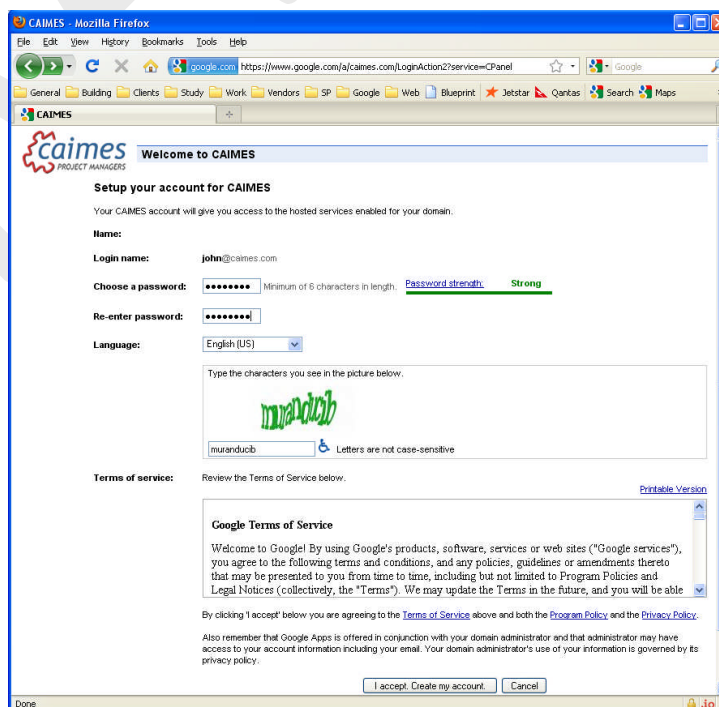 CAIMES - Mozilla Firefox
File Edit View History Bookmarks Tools Help
google.com https://www.google.com/a/caimes.com/LoginAction2?service=CPanel Google
General Building Clients Study Work Vendors SP Google Web Blueprint Jetstar Qantas Search Maps
CAIMES
caimes
PROJECT MANAGERS
Welcome to CAIMES
Setup your account for CAIMES
Your CAIMES account will give you access to the hosted services enabled for your domain.
Name:
Login name: john@caimes.com
Choose a password: Minimum of 6 characters in length. Password strength: Strong
Re-enter password:
Language: English (US)
Type the characters you see in the picture below.
muranducib
muranducib Letters are not case-sensitive
Terms of service: Review the Terms of Service below.
Printable Version
Google Terms of Service
Welcome to Google! By using Google's products, software, services or web sites ("Google services"),
you agree to the following terms and conditions, and any policies, guidelines or amendments thereto
that may be presented to you from time to time, including but not limited to Program Policies and
Legal Notices (collectively, the "Terms"). We may update the Terms in the future, and you will be able
By clicking 'I accept' below you are agreeing to the Terms of Service above and both the Program Policy and the Privacy Policy.
Also remember that Google Apps is offered in conjunction with your domain administrator and that administrator may have
access to your account information including your email. Your domain administrator's use of your information is governed by its
privacy policy.
I accept. Create my account. Cancel
Done .io